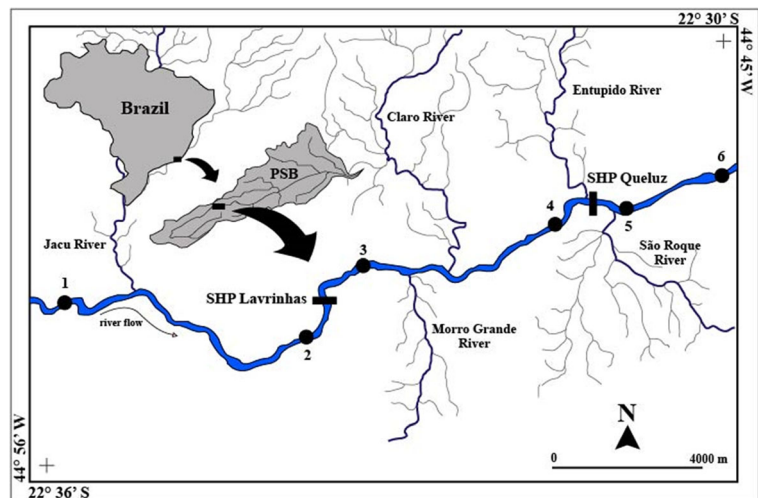 22° 30' S
44° 45' W
Brazil
Entupido River
Claro River
6
PSB
SHP Queluz
4
5
Jacu River
São Roque
River
3
1
SHP Lavrinhas
river flow
Morro Grande
River
2
N
44° 56' W
0
4000 m
22° 36' S